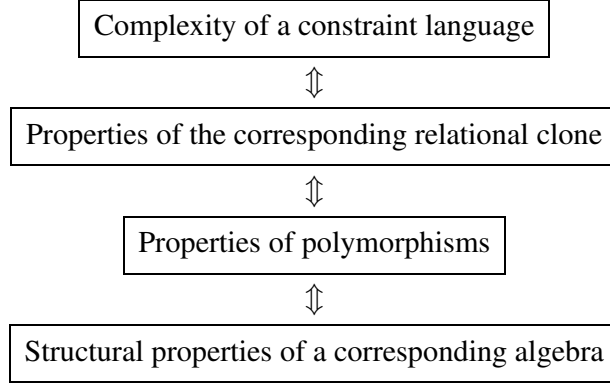 Complexity of a constraint language
⇕
Properties of the corresponding relational clone
⇕
Properties of polymorphisms
⇕
Structural properties of a corresponding algebra